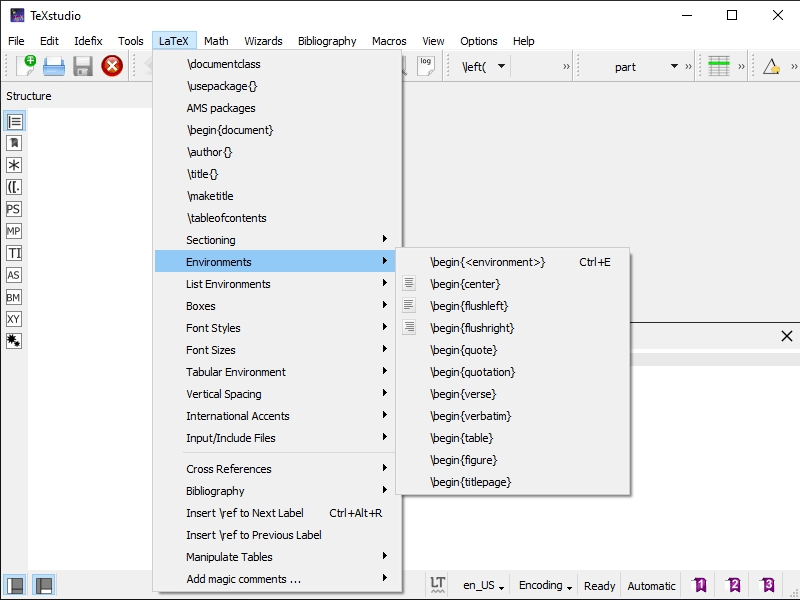 TeXstudio
File Edit Idefix Tools LaTeX Math Wizards Bibliography Macros View Options Help
log \left( » part » » »
Structure
\documentclass
\usepackage{}
AMS packages
\begin{document}
\author{}
\title{}
\maketitle
\tableofcontents
Sectioning
Environments
List Environments
Boxes
Font Styles
Font Sizes
Tabular Environment
Vertical Spacing
International Accents
Input/Include Files
Cross References
Bibliography
Insert \ref to Next Label Ctrl+Alt+R
Insert \ref to Previous Label
Manipulate Tables
Add magic comments ...
\begin{<environment>} Ctrl+E
\begin{center}
\begin{flushleft}
\begin{flushright}
\begin{quote}
\begin{quotation}
\begin{verse}
\begin{verbatim}
\begin{table}
\begin{figure}
\begin{titlepage}
([.
PS
MP
TI
AS
BM
XY
LT en_US Encoding Ready Automatic 1 2 3